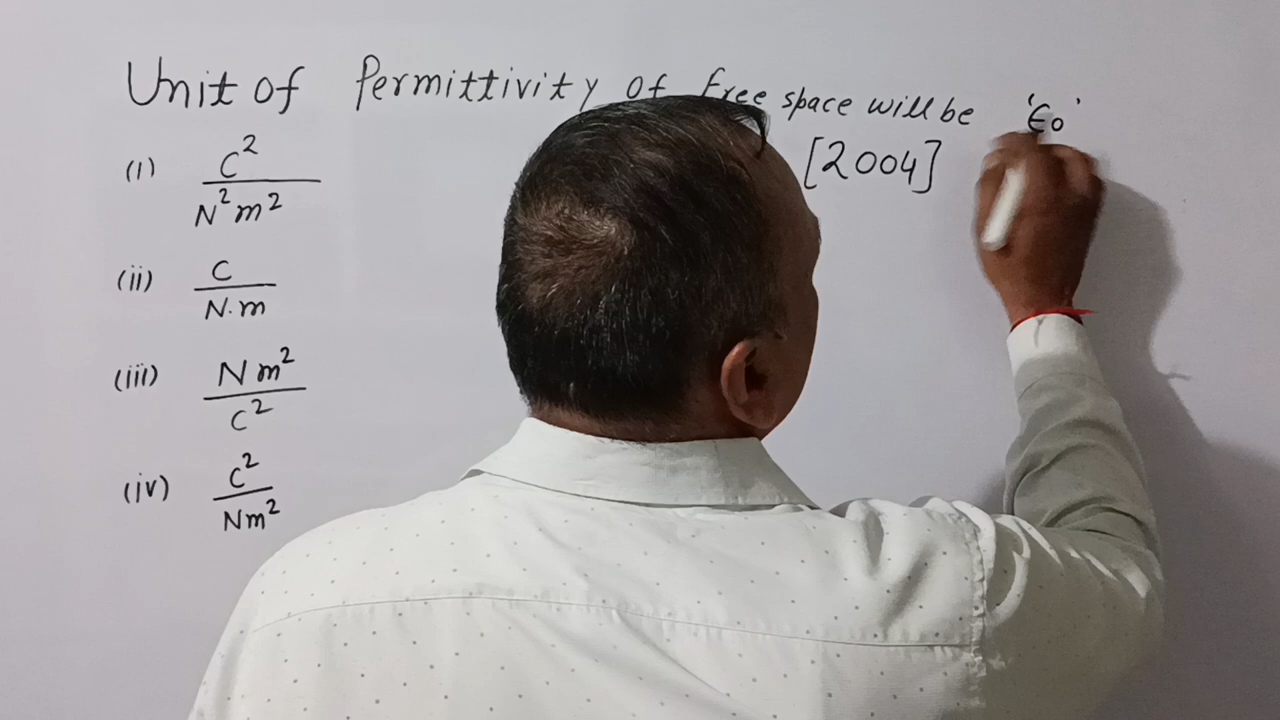 Unit of Permittivity of free space will be 'ϵ0'
[2004]
(i) C² / N²m²
(ii) C / N.m
(iii) Nm² / C²
(iv) C² / Nm²